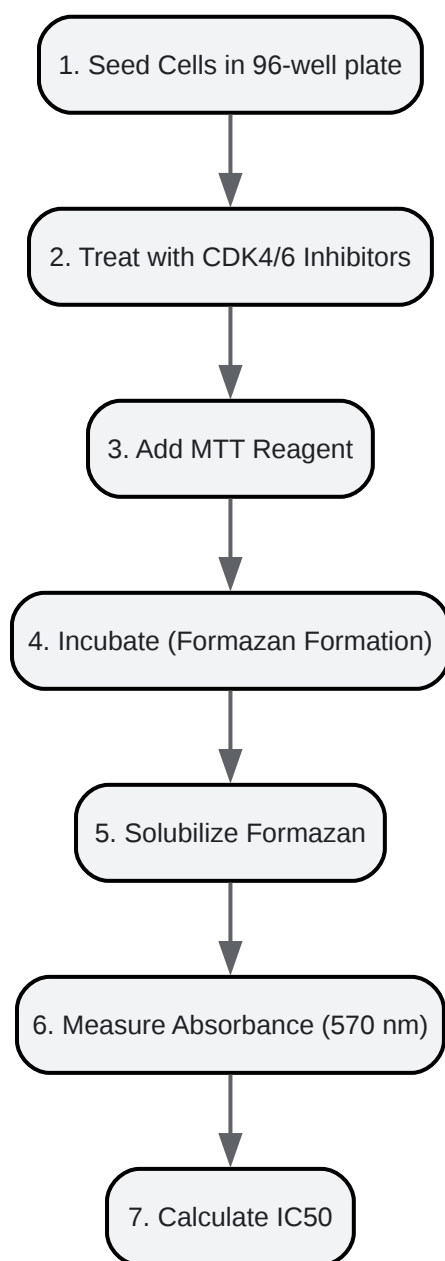 1. Seed Cells in 96-well plate
2. Treat with CDK4/6 Inhibitors
3. Add MTT Reagent
4. Incubate (Formazan Formation)
5. Solubilize Formazan
6. Measure Absorbance (570 nm)
7. Calculate IC50